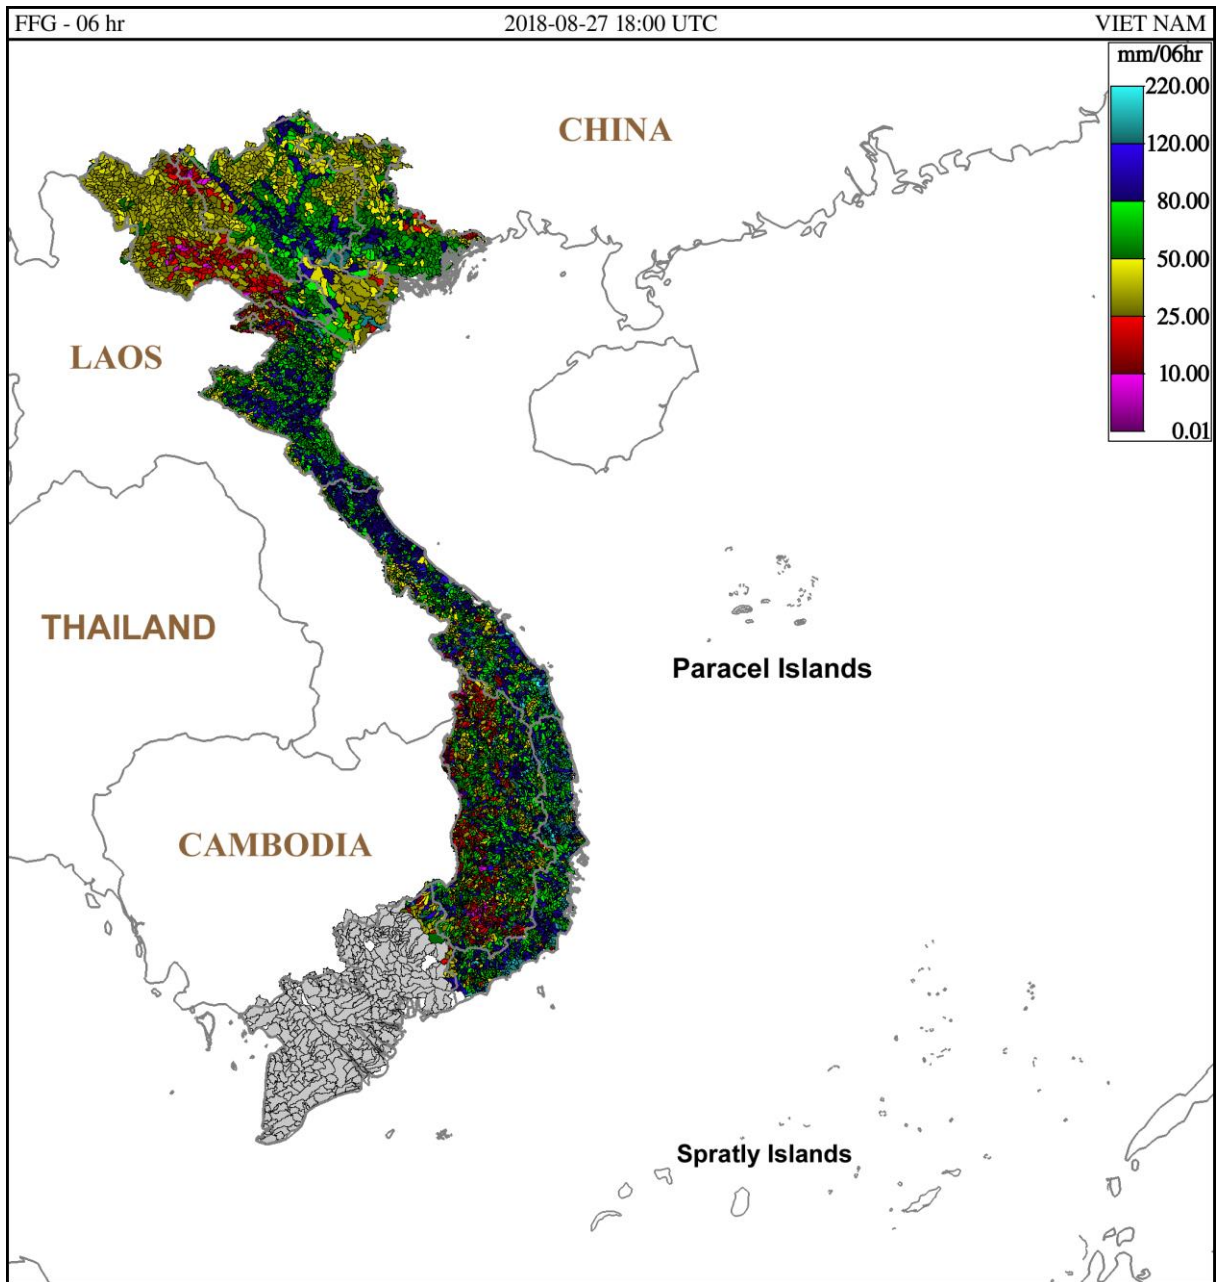 FFG - 06 hr
2018-08-27 18:00 UTC
VIET NAM
mm/06hr
220.00
120.00
80.00
50.00
25.00
10.00
0.01
CHINA
LAOS
THAILAND
Paracel Islands
CAMBODIA
Spratly Islands